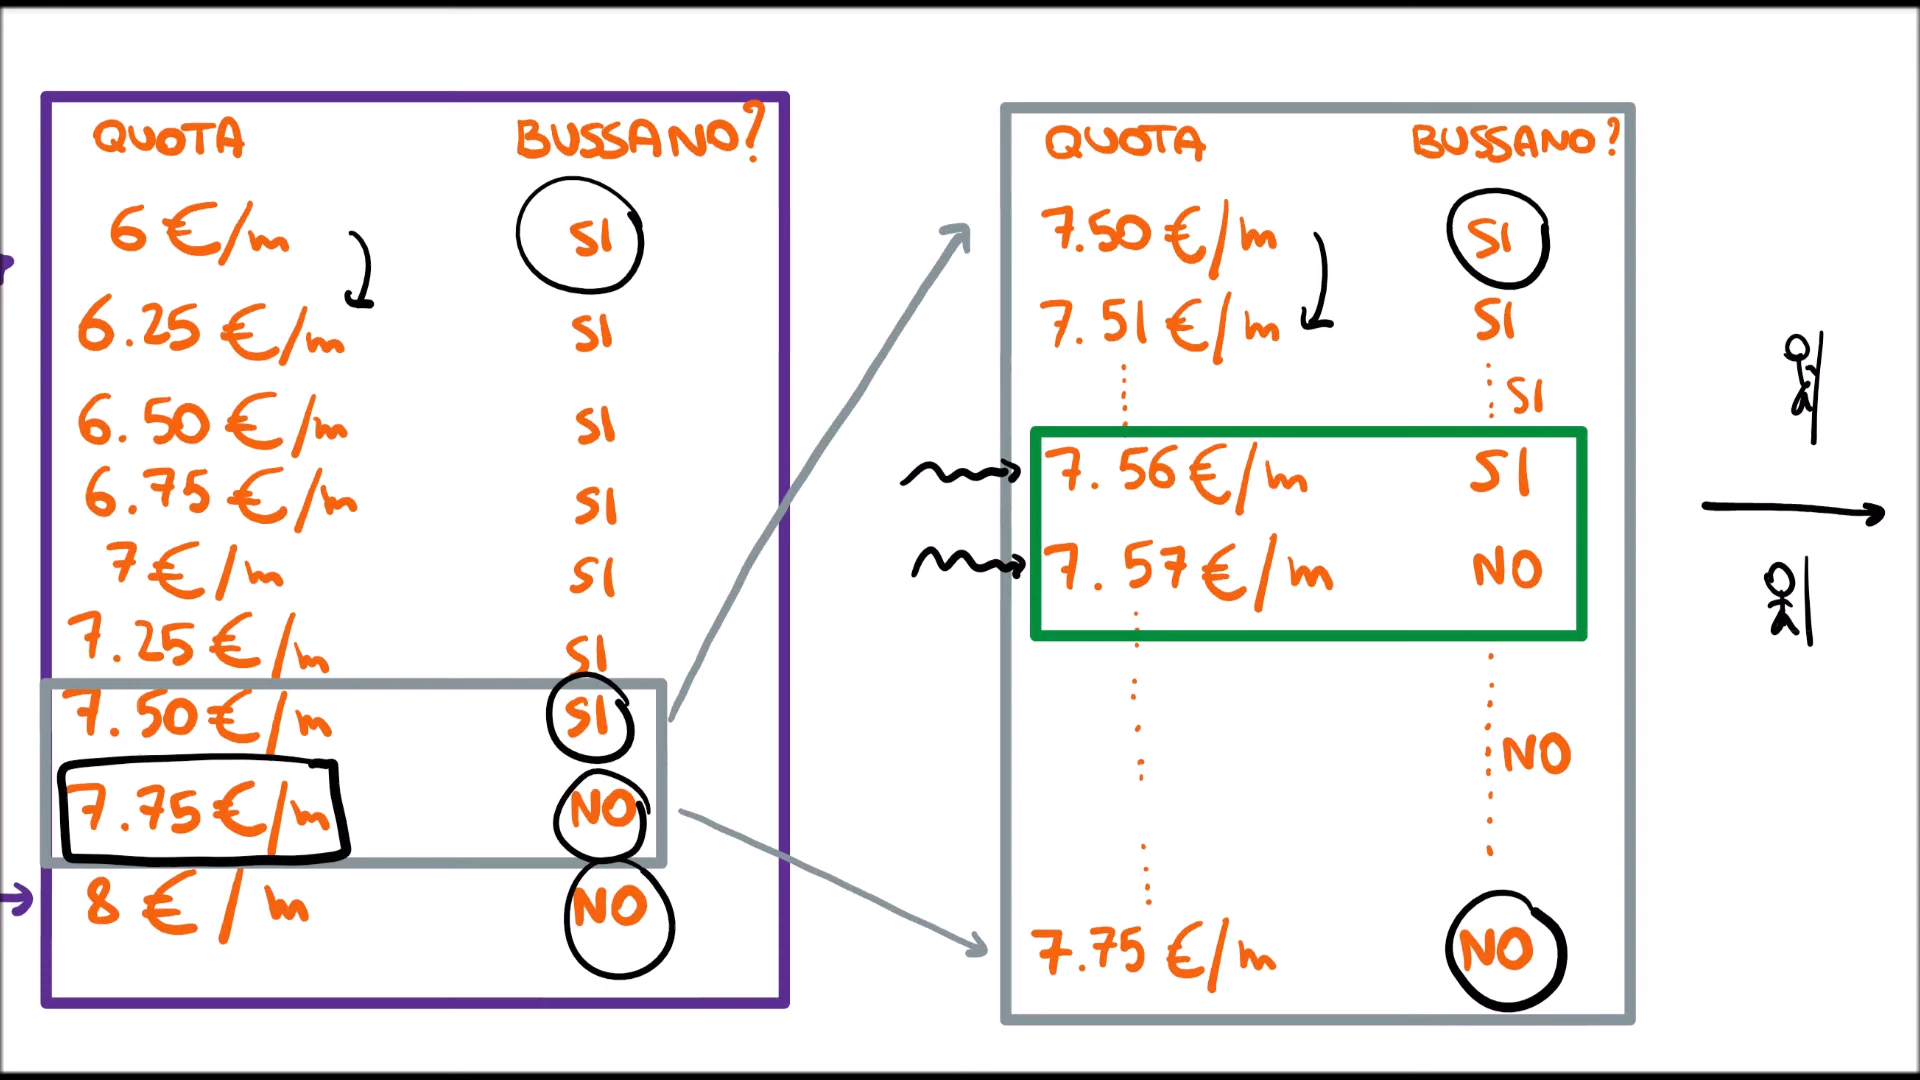 QUOTA BUSSANO?
6 €/m SI
6.25 €/m SI
6.50 €/m SI
6.75 €/m SI
7 €/m SI
7.25 €/m SI
7.50 €/m SI
7.75 €/m NO
8 €/m NO
QUOTA BUSSANO?
7.50 €/m SI
7.51 €/m SI
SI
7.56 €/m SI
7.57 €/m NO
NO
7.75 €/m NO